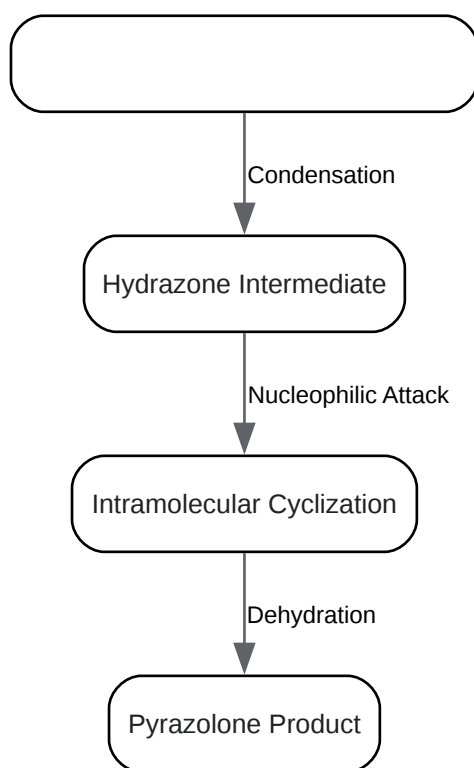 Condensation
Hydrazone Intermediate
Nucleophilic Attack
Intramolecular Cyclization
Dehydration
Pyrazolone Product